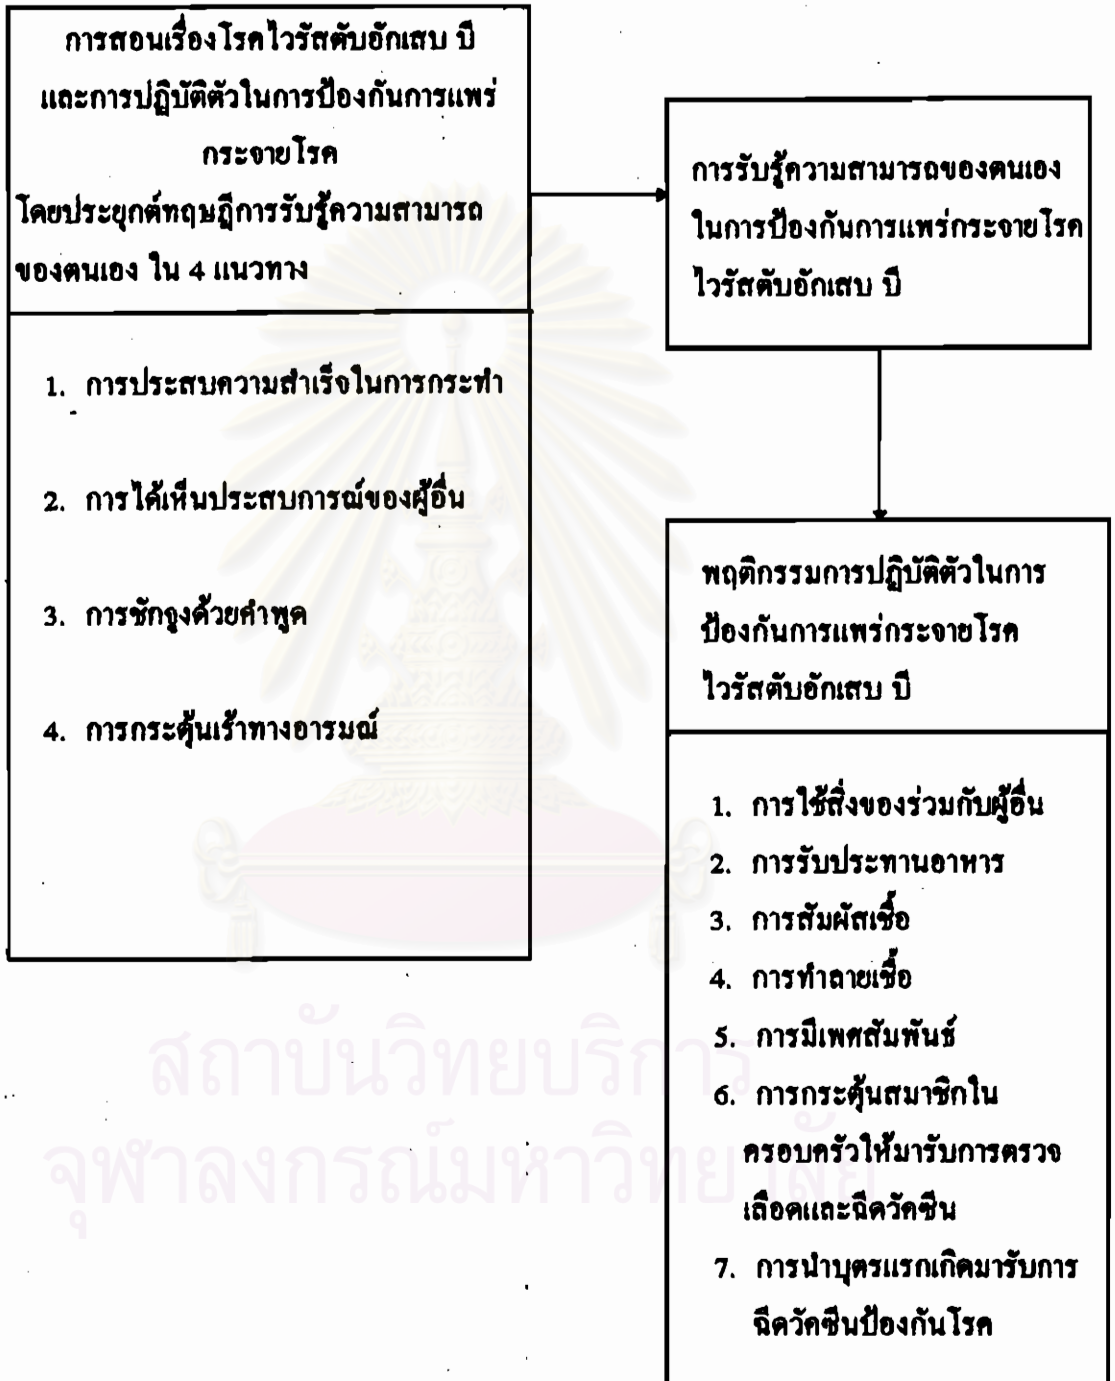 การสอนเรื่องโรคไวรัสตับอักเสบ บี
และการปฏิบัติตัวในการป้องกันการแพร่
กระจายโรค
โดยประยุกต์ทฤษฎีการรับรู้ความสามารถ
ของตนเอง ใน 4 แนวทาง
1. การประสบความสำเร็จในการกระทำ
2. การได้เห็นประสบการณ์ของผู้อื่น
3. การชักจูงด้วยคำพูด
4. การกระตุ้นเร้าทางอารมณ์
การรับรู้ความสามารถของตนเอง
ในการป้องกันการแพร่กระจายโรค
ไวรัสตับอักเสบ บี
พฤติกรรมการปฏิบัติตัวในการ
ป้องกันการแพร่กระจายโรค
ไวรัสตับอักเสบ บี
1. การใช้สิ่งของร่วมกับผู้อื่น
2. การรับประทานอาหาร
3. การสัมผัสเชื้อ
4. การทำลายเชื้อ
5. การมีเพศสัมพันธ์
6. การกระตุ้นสมาชิกใน
ครอบครัวให้มารับการตรวจ
เลือดและฉีดวัคซีน
7. การนำบุตรแรกเกิดมารับการ
ฉีดวัคซีนป้องกันโรค
สถาบันวิทยบริการ
จุฬาลงกรณ์มหาวิทยาลัย